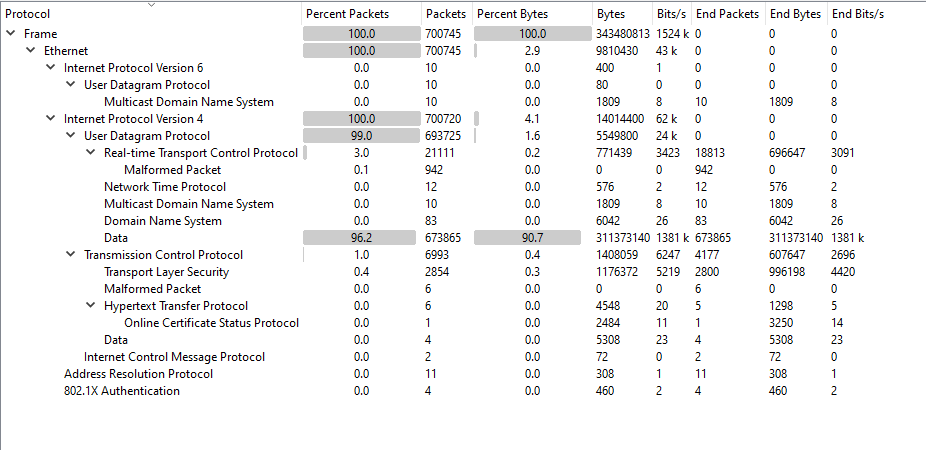 Protocol Percent Packets Packets Percent Bytes Bytes Bits/s End Packets End Bytes End Bits/s
Frame 100.0 700745 100.0 343480813 1524 k 0 0 0
Ethernet 100.0 700745 2.9 9810430 43 k 0 0 0
Internet Protocol Version 6 0.0 10 0.0 400 1 0 0 0
User Datagram Protocol 0.0 10 0.0 80 0 0 0 0
Multicast Domain Name System 0.0 10 0.0 1809 8 10 1809 8
Internet Protocol Version 4 100.0 700720 4.1 14014400 62 k 0 0 0
User Datagram Protocol 99.0 693725 1.6 5549800 24 k 0 0 0
Real-time Transport Control Protocol 3.0 21111 0.2 771439 3423 18813 696647 3091
Malformed Packet 0.1 942 0.0 0 0 942 0 0
Network Time Protocol 0.0 12 0.0 576 2 12 576 2
Multicast Domain Name System 0.0 10 0.0 1809 8 10 1809 8
Domain Name System 0.0 83 0.0 6042 26 83 6042 26
Data 96.2 673865 90.7 311373140 1381 k 673865 311373140 1381 k
Transmission Control Protocol 1.0 6993 0.4 1408059 6247 4177 607647 2696
Transport Layer Security 0.4 2854 0.3 1176372 5219 2800 996198 4420
Malformed Packet 0.0 6 0.0 0 0 6 0 0
Hypertext Transfer Protocol 0.0 6 0.0 4548 20 5 1298 5
Online Certificate Status Protocol 0.0 1 0.0 2484 11 1 3250 14
Data 0.0 4 0.0 5308 23 4 5308 23
Internet Control Message Protocol 0.0 2 0.0 72 0 2 72 0
Address Resolution Protocol 0.0 11 0.0 308 1 11 308 1
802.1X Authentication 0.0 4 0.0 460 2 4 460 2